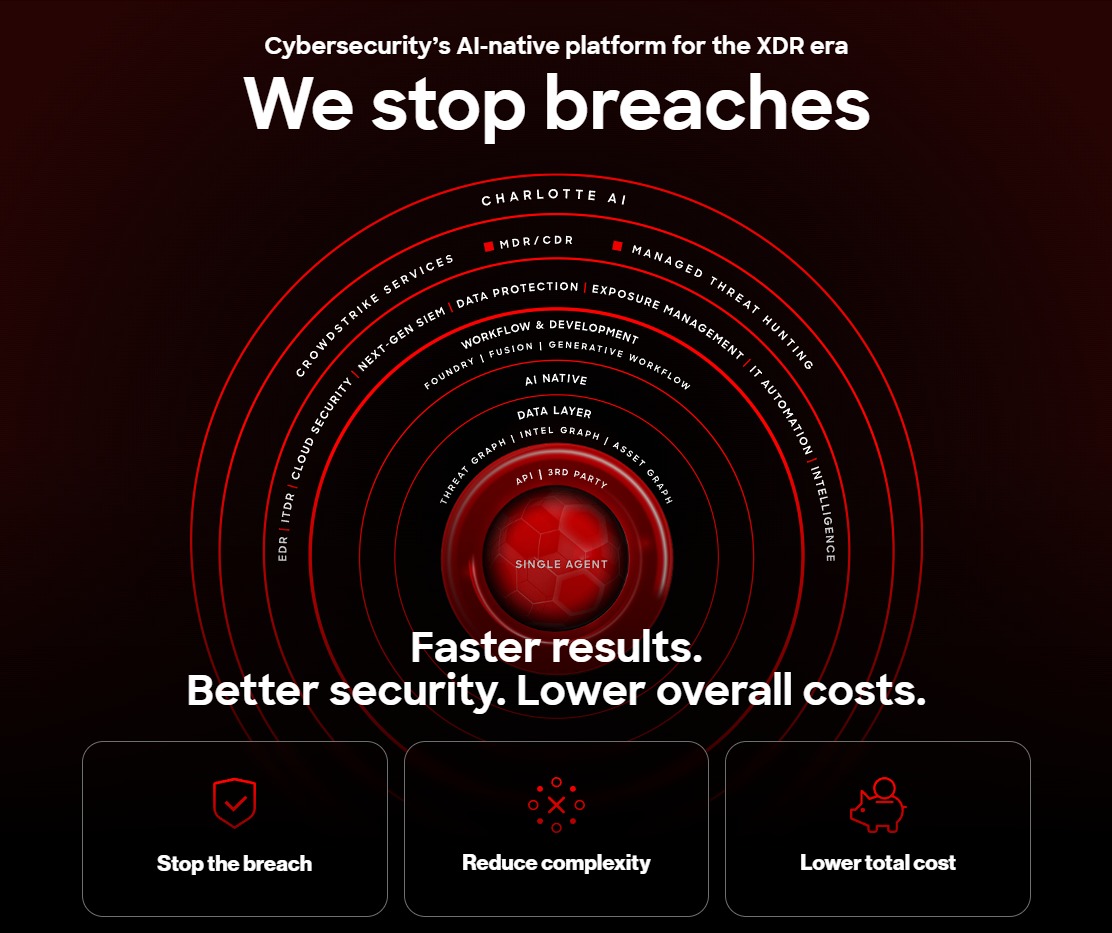 Cybersecurity’s AI-native platform for the XDR era
We stop breaches
CHARLOTTE AI
CROWDSTRIKE SERVICES ■ MDR/CDR ■ MANAGED THREAT HUNTING
EDR | ITDR | CLOUD SECURITY | NEXT-GEN SIEM | DATA PROTECTION | EXPOSURE MANAGEMENT | IT AUTOMATION | INTELLIGENCE
WORKFLOW & DEVELOPMENT
FOUNDRY | FUSION | GENERATIVE WORKFLOW
AI NATIVE
DATA LAYER
THREAT GRAPH | INTEL GRAPH | ASSET GRAPH
API | 3RD PARTY
SINGLE AGENT
Faster results.
Better security. Lower overall costs.
Stop the breach
Reduce complexity
Lower total cost